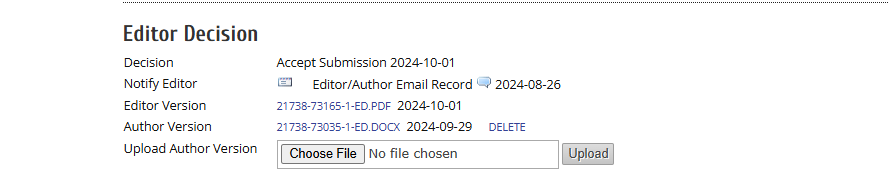 Editor Decision
Decision Accept Submission 2024-10-01
Notify Editor Editor/Author Email Record 2024-08-26
Editor Version 21738-73165-1-ED.PDF 2024-10-01
Author Version 21738-73035-1-ED.DOCX 2024-09-29 DELETE
Upload Author Version Choose File No file chosen Upload